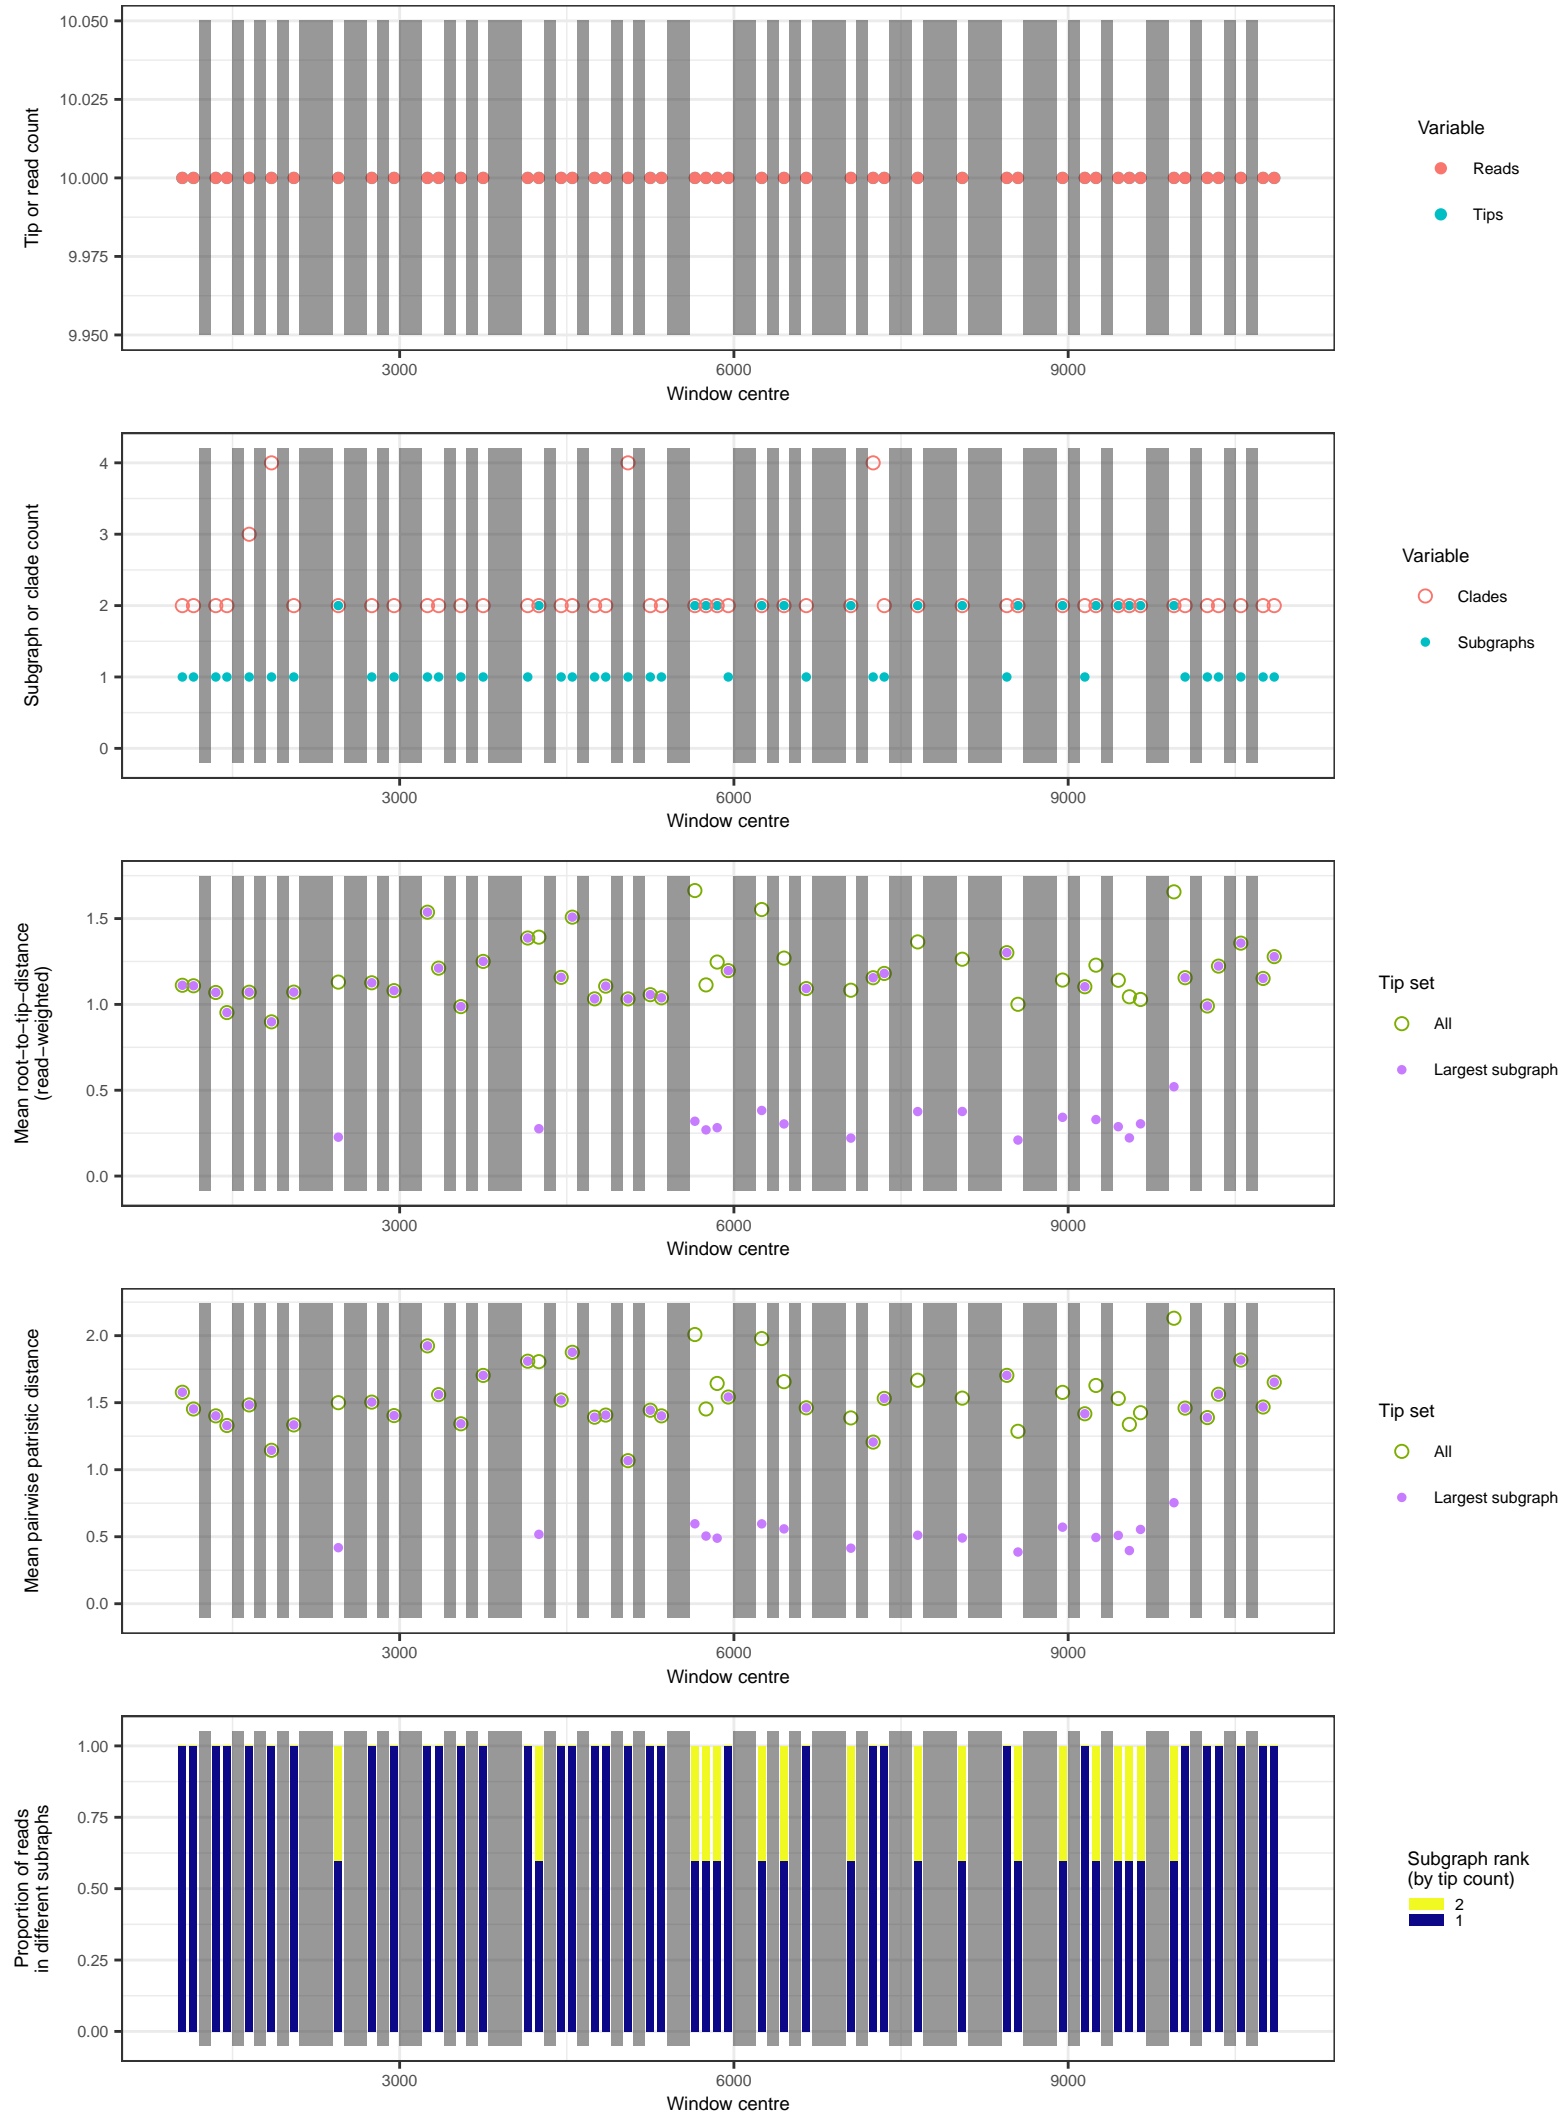 10.050
10.025
10.000
9.975
9.950
Tip or read count
3000 6000 9000
Window centre
Variable
Reads
Tips
4
3
2
1
0
Subgraph or clade count
3000 6000 9000
Window centre
Variable
Clades
Subgraphs
1.5
1.0
0.5
0.0
Mean root−to−tip−distance
(read−weighted)
3000 6000 9000
Window centre
Tip set
All
Largest subgraph
2.0
1.5
1.0
0.5
0.0
Mean pairwise patristic distance
3000 6000 9000
Window centre
Tip set
All
Largest subgraph
1.00
0.75
0.50
0.25
0.00
Proportion of reads
in different subraphs
3000 6000 9000
Window centre
Subgraph rank
(by tip count)
2
1